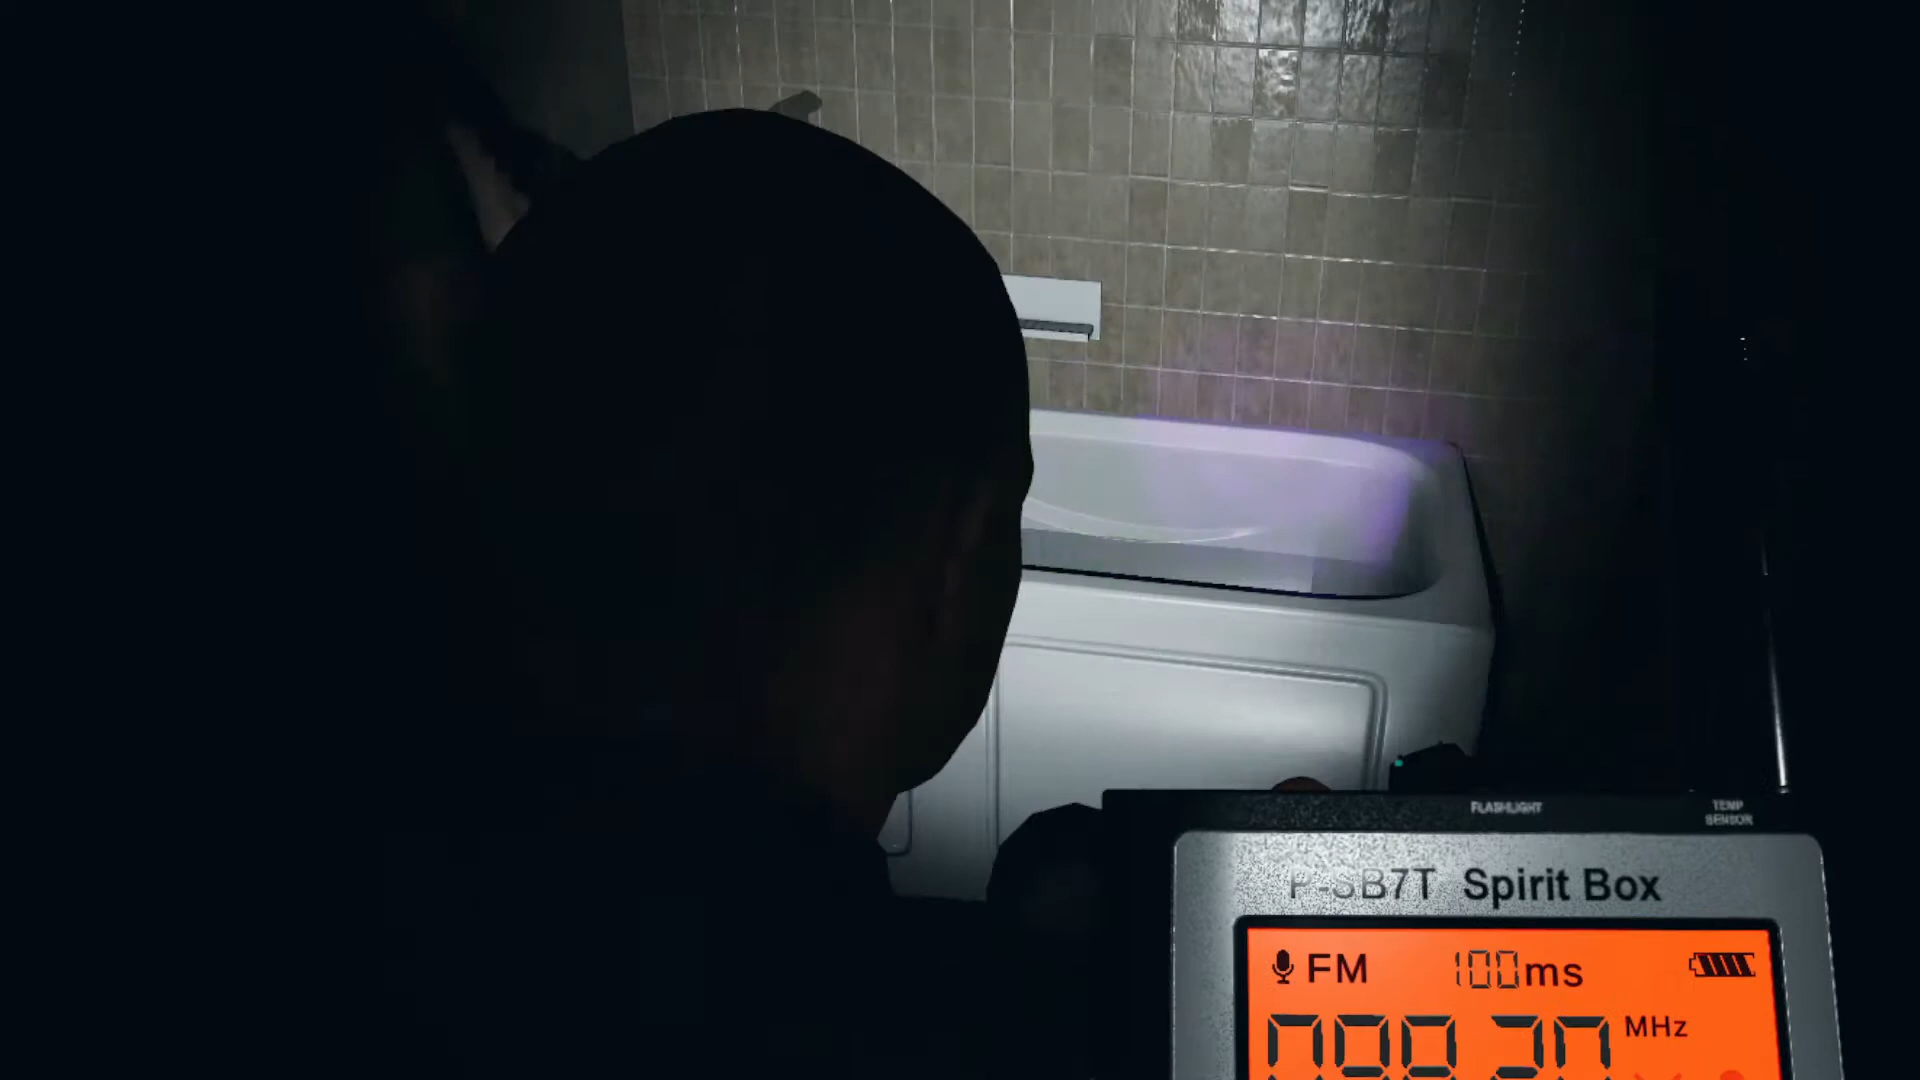 FLASHLIGHT
TEMP
SENSOR
P-SB7T Spirit Box
FM 100ms
MHz